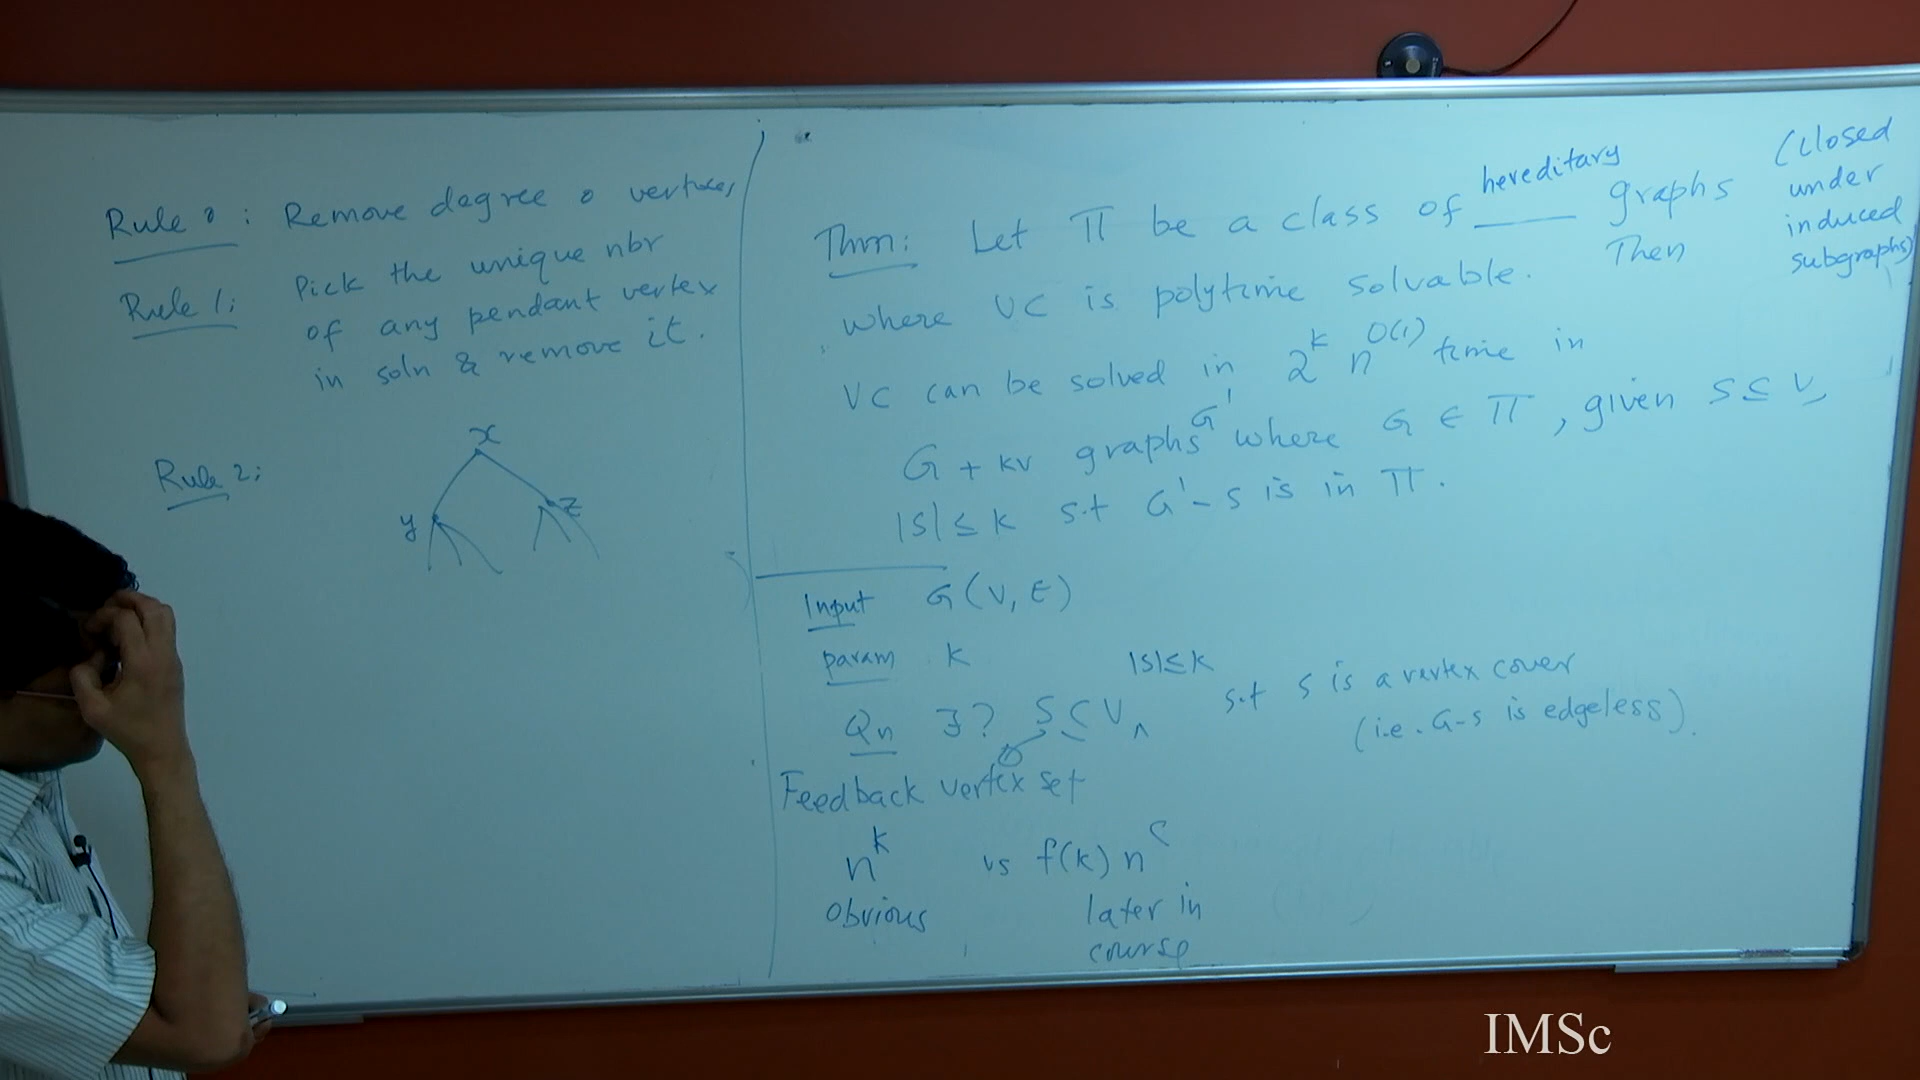 Rule 0: Remove degree 0 vertices
Rule 1: Pick the unique nbr
of any pendant vertex
in soln & remove it.
Rule 2:
x
y
z
Thm: Let Π be a class of hereditary graphs (closed under induced subgraphs)
where VC is polytime solvable. Then
VC can be solved in 2^k n^O(1) time in
G + kv graphs G' where G ∈ Π, given S ⊆ V,
|S| ≤ k s.t G' - S is in Π.
Input G(V, E)
param k
Qn ∃? S ⊆ V, |S| ≤ k s.t S is a vertex cover
(i.e. G-S is edgeless).
Feedback vertex set
n^k vs f(k) n^c
obvious later in
course
IMSc